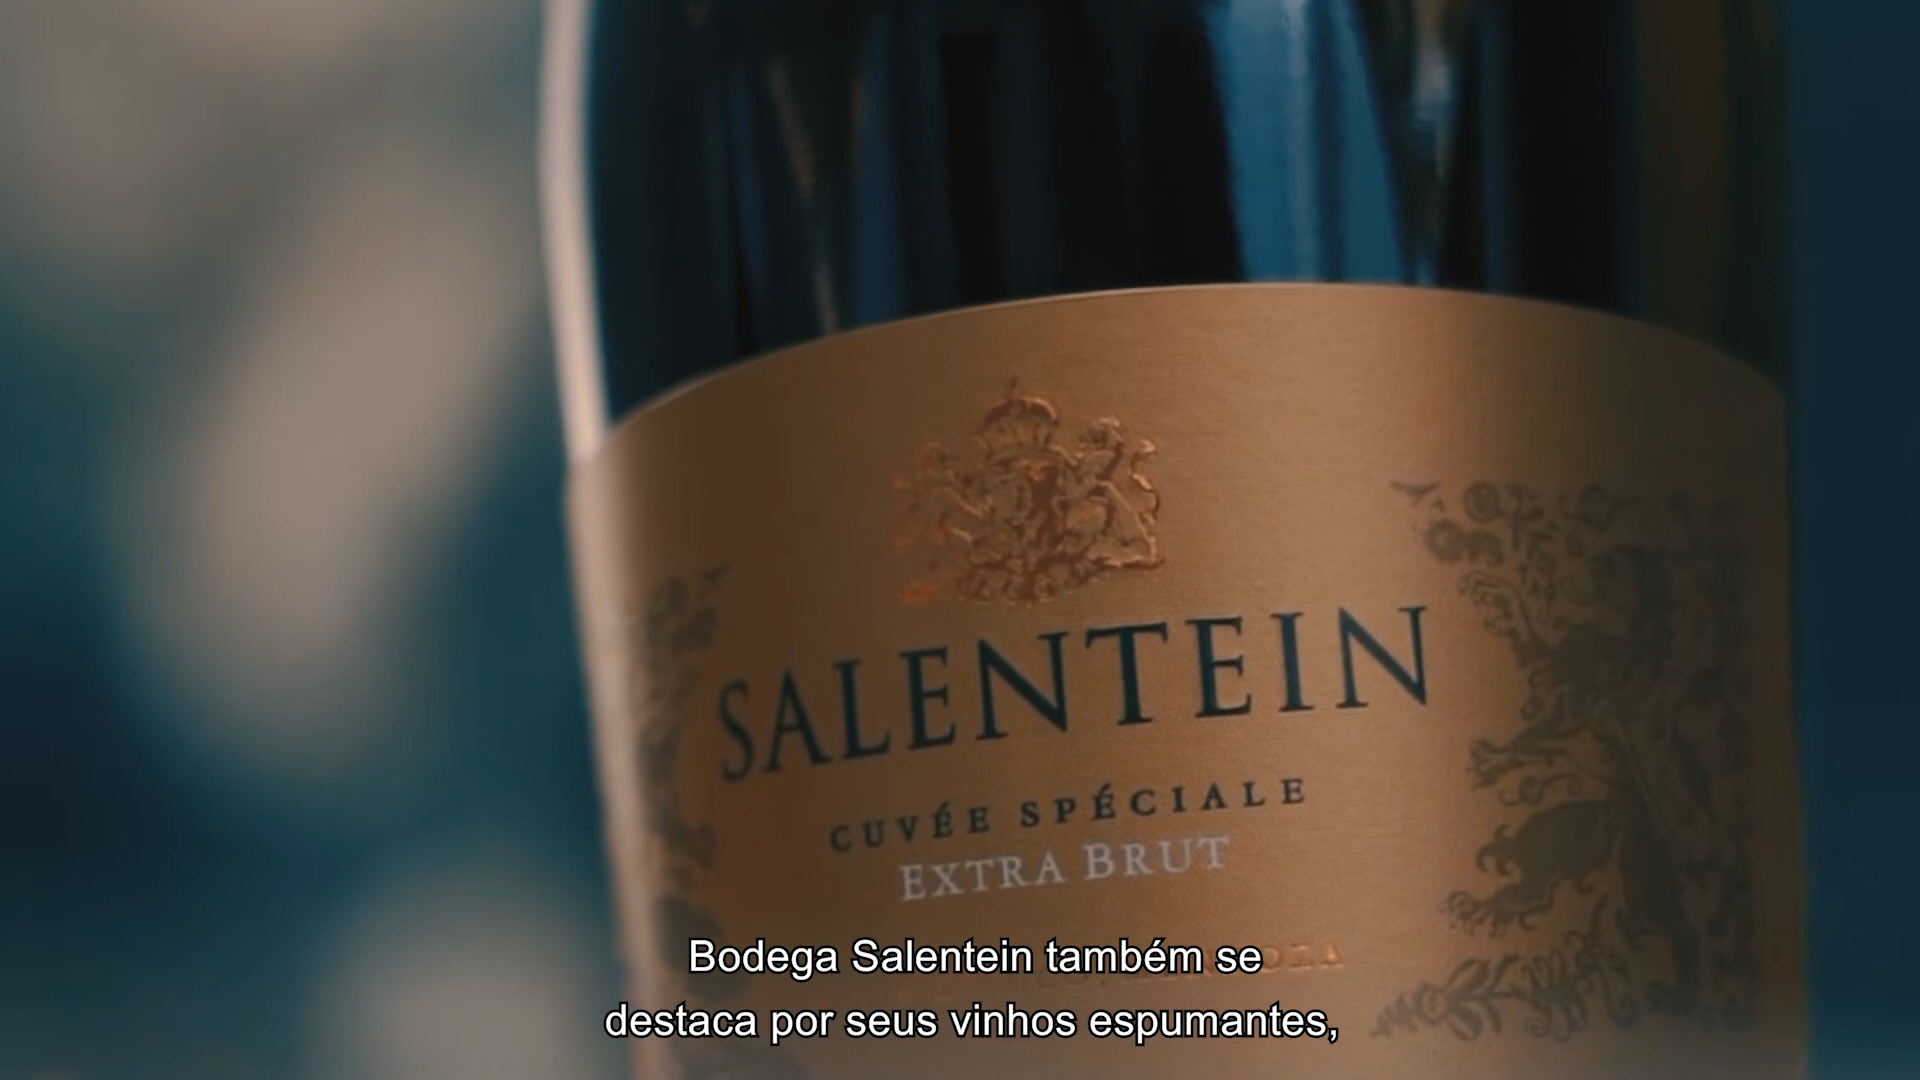 SALENTEIN
CUVÉE SPÉCIALE
EXTRA BRUT
Bodega Salentein também se
destaca por seus vinhos espumantes,